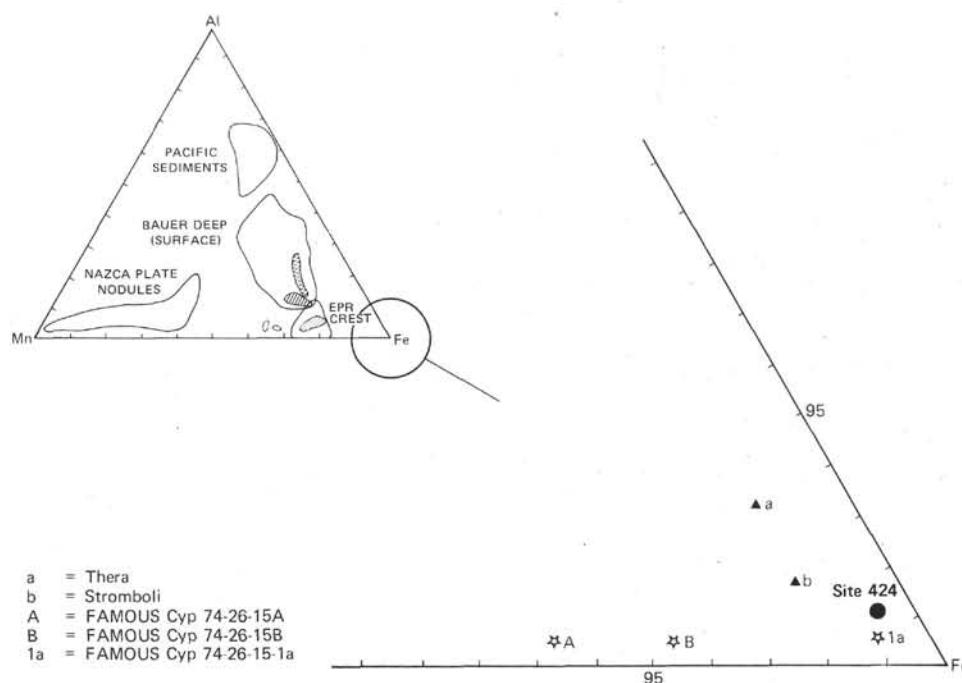 Al
PACIFIC
SEDIMENTS
BAUER DEEP
(SURFACE)
NAZCA PLATE
NODULES
EPR
CREST
Mn
Fe
95
a
b
Site 424
A
B
1a
95
Fe
a = Thera
b = Stromboli
A = FAMOUS Cyp 74-26-15A
B = FAMOUS Cyp 74-26-15B
1a = FAMOUS Cyp 74-26-15-1a